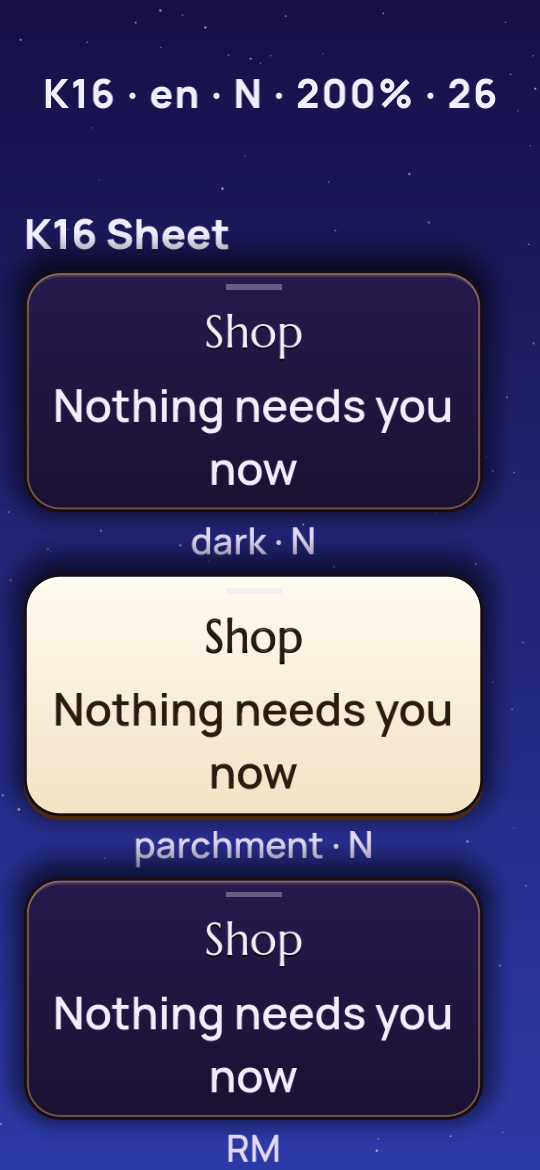 K16 · en · N · 200% · 26
K16 Sheet
Shop
Nothing needs you
now
dark · N
Shop
Nothing needs you
now
parchment · N
Shop
Nothing needs you
now
RM